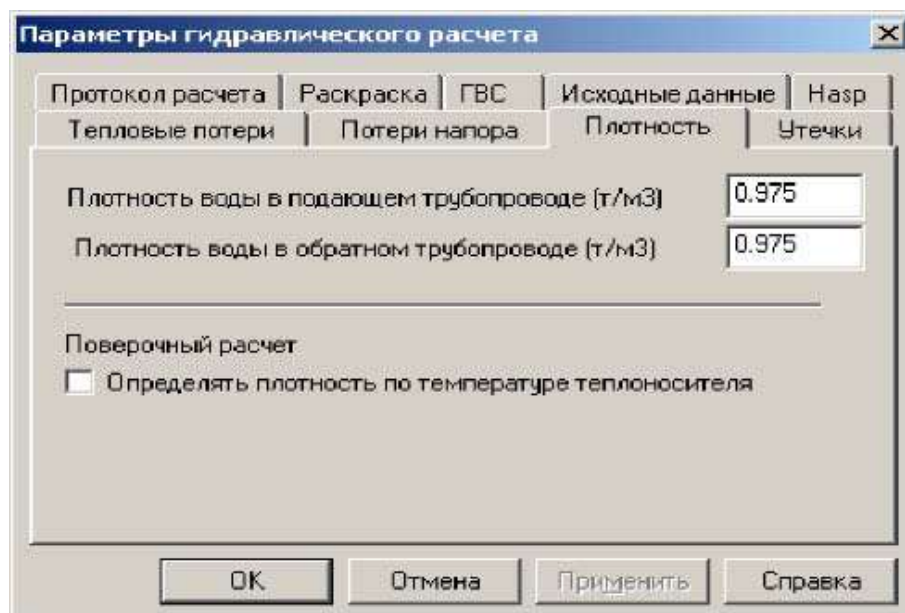 Параметры гидравлического расчета
Протокол расчета Раскраска ГВС Исходные данные Hasp
Тепловые потери Потери напора Плотность Утечки
Плотность воды в подающем трубопроводе (т/м3) 0.975
Плотность воды в обратном трубопроводе (т/м3) 0.975
Поверочный расчет
Определять плотность по температуре теплоносителя
OK Отмена Применить Справка